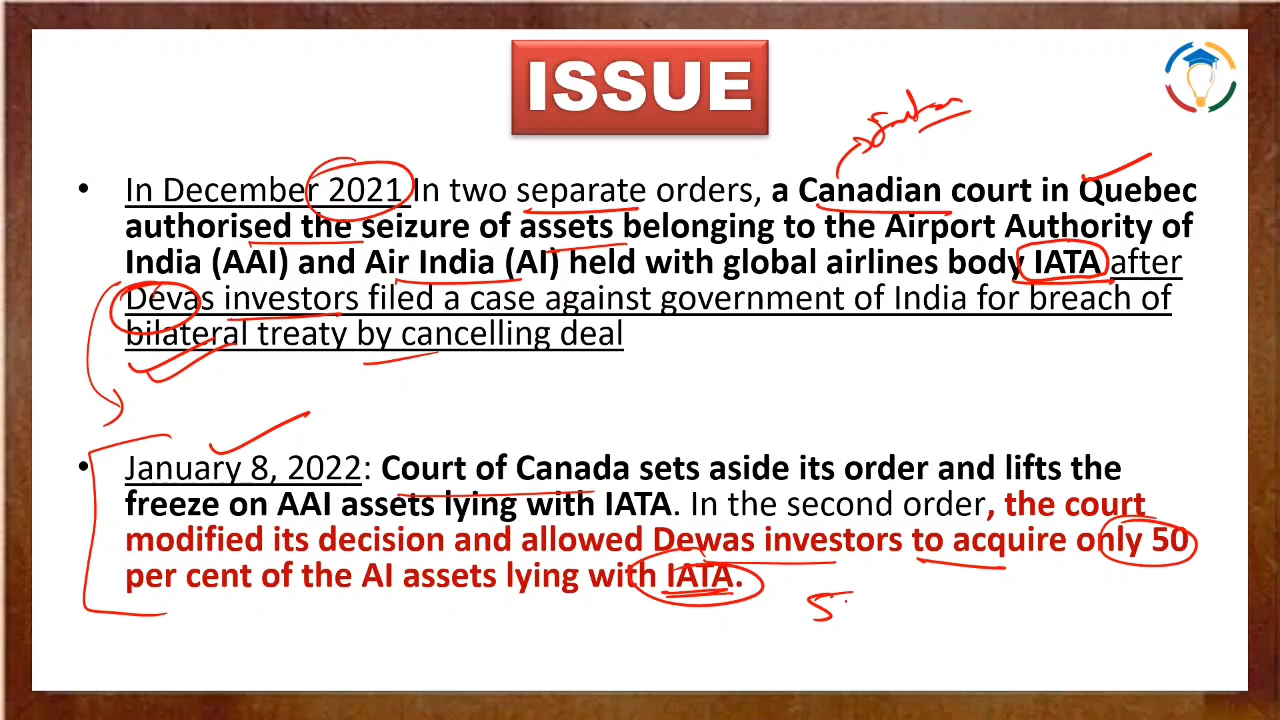 ISSUE
• In December 2021 In two separate orders, a Canadian court in Quebec
authorised the seizure of assets belonging to the Airport Authority of
India (AAI) and Air India (AI) held with global airlines body IATA after
Devas investors filed a case against government of India for breach of
bilateral treaty by cancelling deal
• January 8, 2022: Court of Canada sets aside its order and lifts the
freeze on AAI assets lying with IATA. In the second order, the court
modified its decision and allowed Dewas investors to acquire only 50
per cent of the AI assets lying with IATA.
5